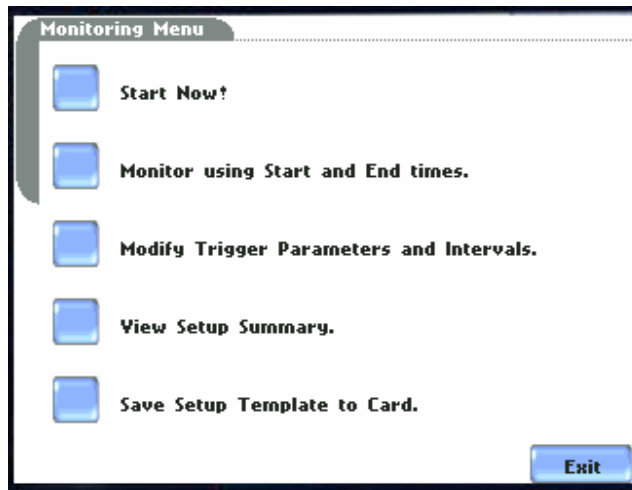 Monitoring Menu
Start Now!
Monitor using Start and End times.
Modify Trigger Parameters and Intervals.
View Setup Summary.
Save Setup Template to Card.
Exit